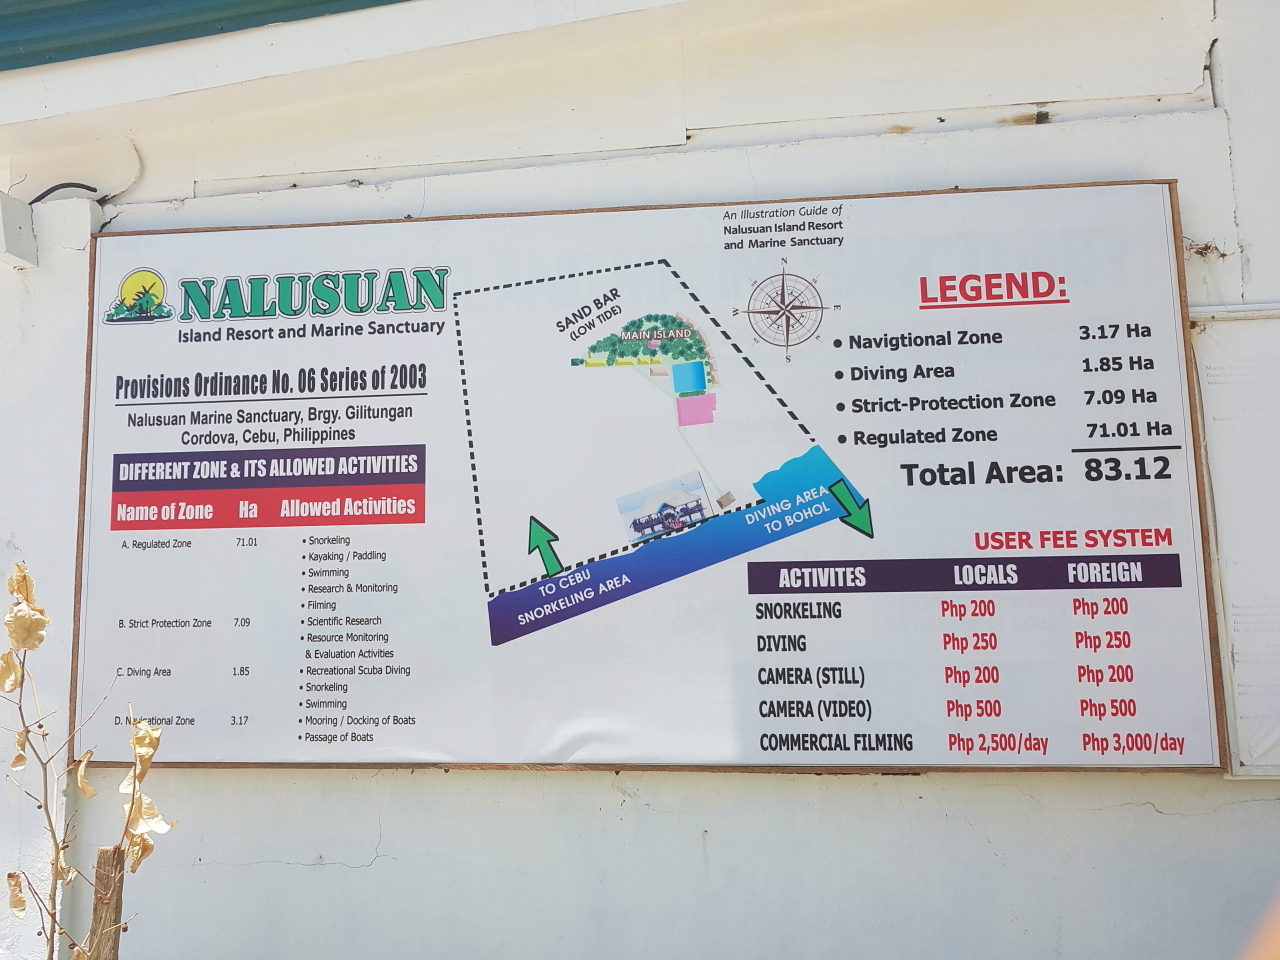 An Illustration Guide of
Nalusuan Island Resort
and Marine Sanctuary
NALUSUAN
Island Resort and Marine Sanctuary
Provisions Ordinance No. 06 Series of 2003
Nalusuan Marine Sanctuary, Brgy. Gilitungan
Cordova, Cebu, Philippines
DIFFERENT ZONE & ITS ALLOWED ACTIVITIES
Name of Zone Ha Allowed Activities
A. Regulated Zone 71.01 • Snorkeling
• Kayaking / Paddling
• Swimming
• Research & Monitoring
• Filming
B. Strict Protection Zone 7.09 • Scientific Research
• Resource Monitoring
& Evaluation Activities
C. Diving Area 1.85 • Recreational Scuba Diving
• Snorkeling
• Swimming
D. Navigational Zone 3.17 • Mooring / Docking of Boats
• Passage of Boats
SAND BAR
(LOW TIDE)
MAIN ISLAND
N
W
E
S
DIVING AREA
TO BOHOL
TO CEBU
SNORKELING AREA
LEGEND:
• Navigtional Zone 3.17 Ha
• Diving Area 1.85 Ha
• Strict-Protection Zone 7.09 Ha
• Regulated Zone 71.01 Ha
Total Area: 83.12
USER FEE SYSTEM
ACTIVITES LOCALS FOREIGN
SNORKELING Php 200 Php 200
DIVING Php 250 Php 250
CAMERA (STILL) Php 200 Php 200
CAMERA (VIDEO) Php 500 Php 500
COMMERCIAL FILMING Php 2,500/day Php 3,000/day